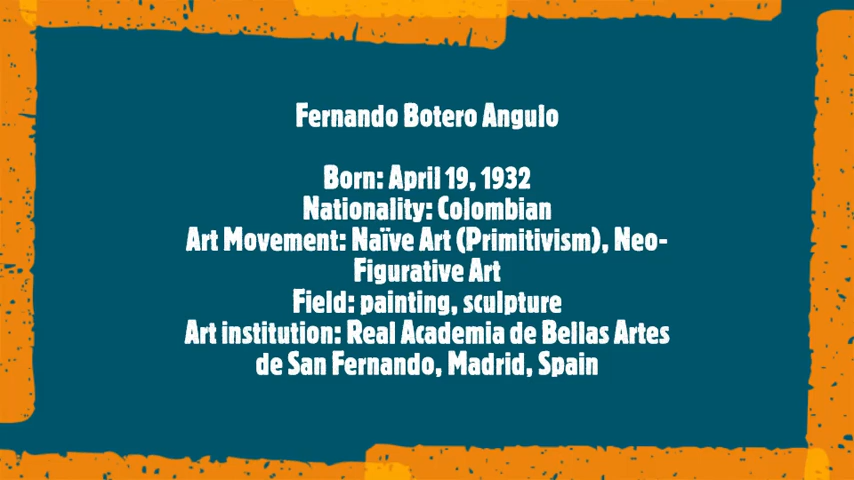 Fernando Botero Angulo
Born: April 19, 1932
Nationality: Colombian
Art Movement: Naïve Art (Primitivism), Neo-
Figurative Art
Field: painting, sculpture
Art institution: Real Academia de Bellas Artes
de San Fernando, Madrid, Spain